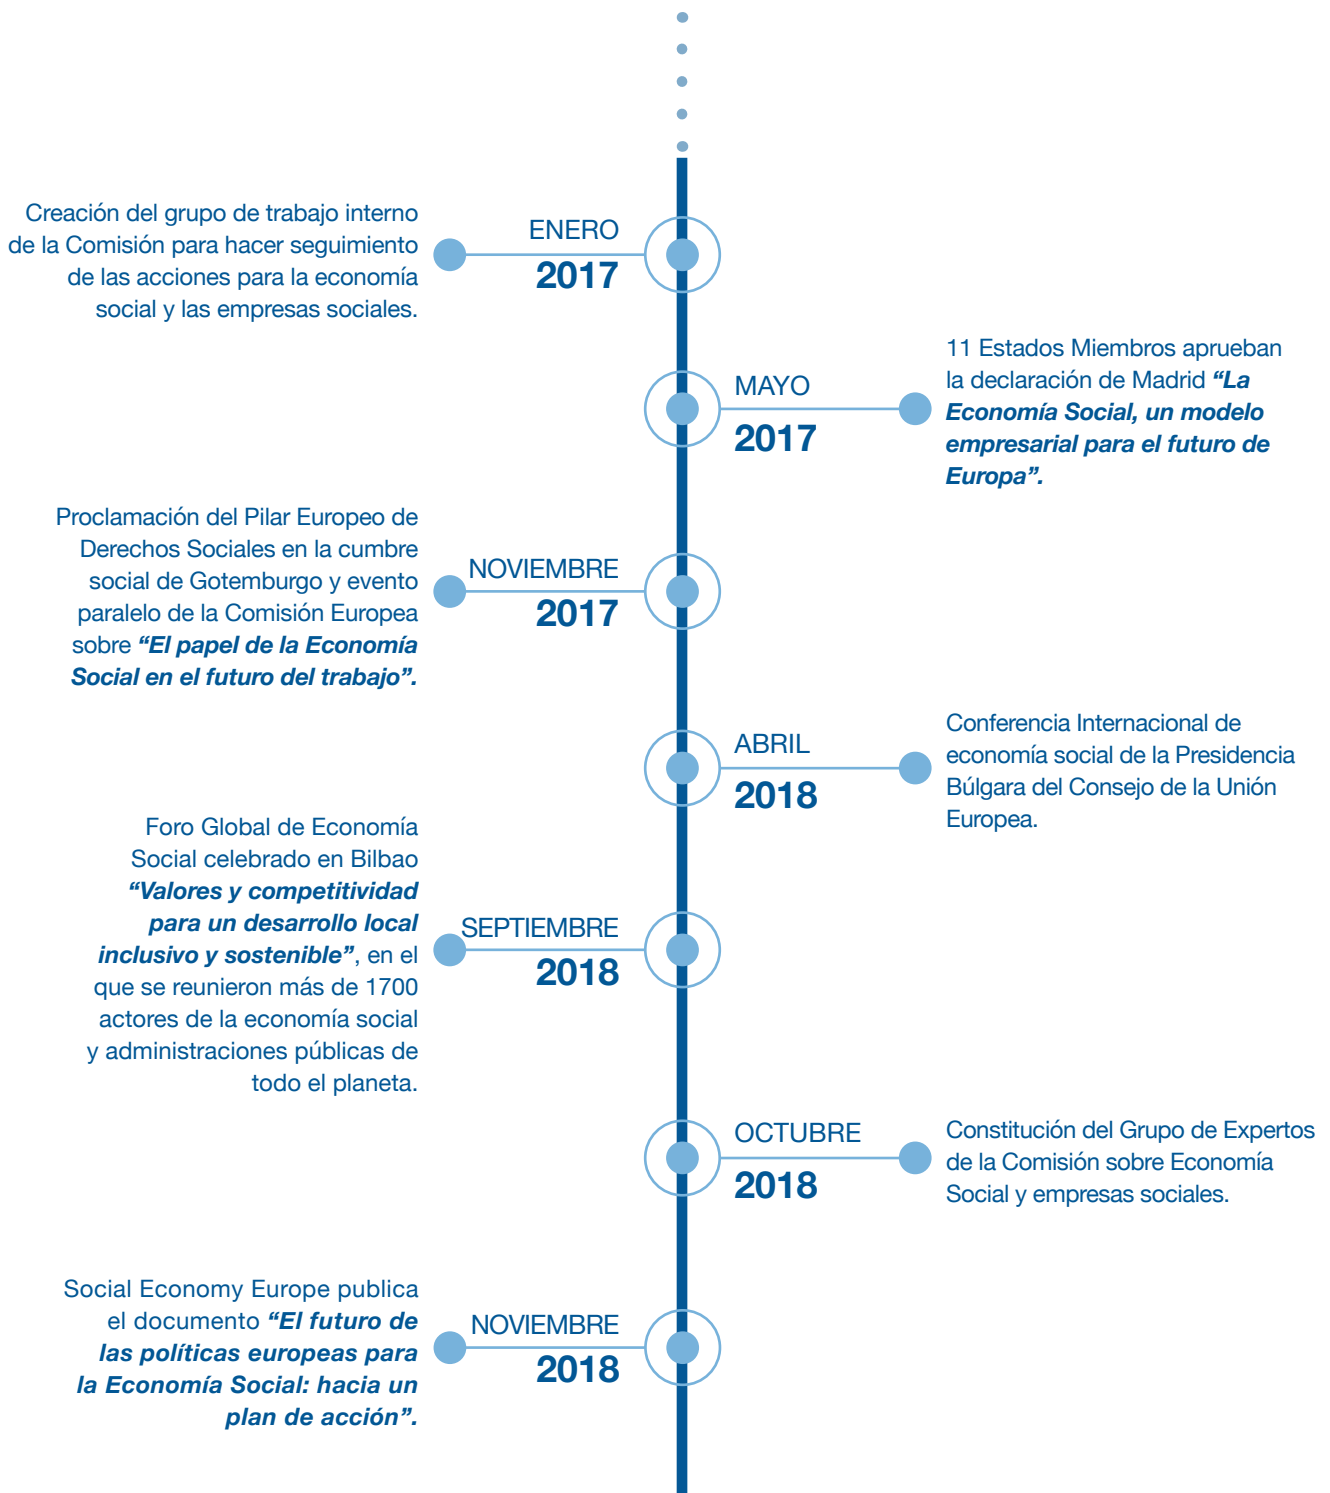 ENERO
2017
Creación del grupo de trabajo interno
de la Comisión para hacer seguimiento
de las acciones para la economía
social y las empresas sociales.
MAYO
2017
11 Estados Miembros aprueban
la declaración de Madrid “La
Economía Social, un modelo
empresarial para el futuro de
Europa”.
NOVIEMBRE
2017
Proclamación del Pilar Europeo de
Derechos Sociales en la cumbre
social de Gotemburgo y evento
paralelo de la Comisión Europea
sobre “El papel de la Economía
Social en el futuro del trabajo”.
ABRIL
2018
Conferencia Internacional de
economía social de la Presidencia
Búlgara del Consejo de la Unión
Europea.
SEPTIEMBRE
2018
Foro Global de Economía
Social celebrado en Bilbao
“Valores y competitividad
para un desarrollo local
inclusivo y sostenible”, en el
que se reunieron más de 1700
actores de la economía social
y administraciones públicas de
todo el planeta.
OCTUBRE
2018
Constitución del Grupo de Expertos
de la Comisión sobre Economía
Social y empresas sociales.
NOVIEMBRE
2018
Social Economy Europe publica
el documento “El futuro de
las políticas europeas para
la Economía Social: hacia un
plan de acción”.